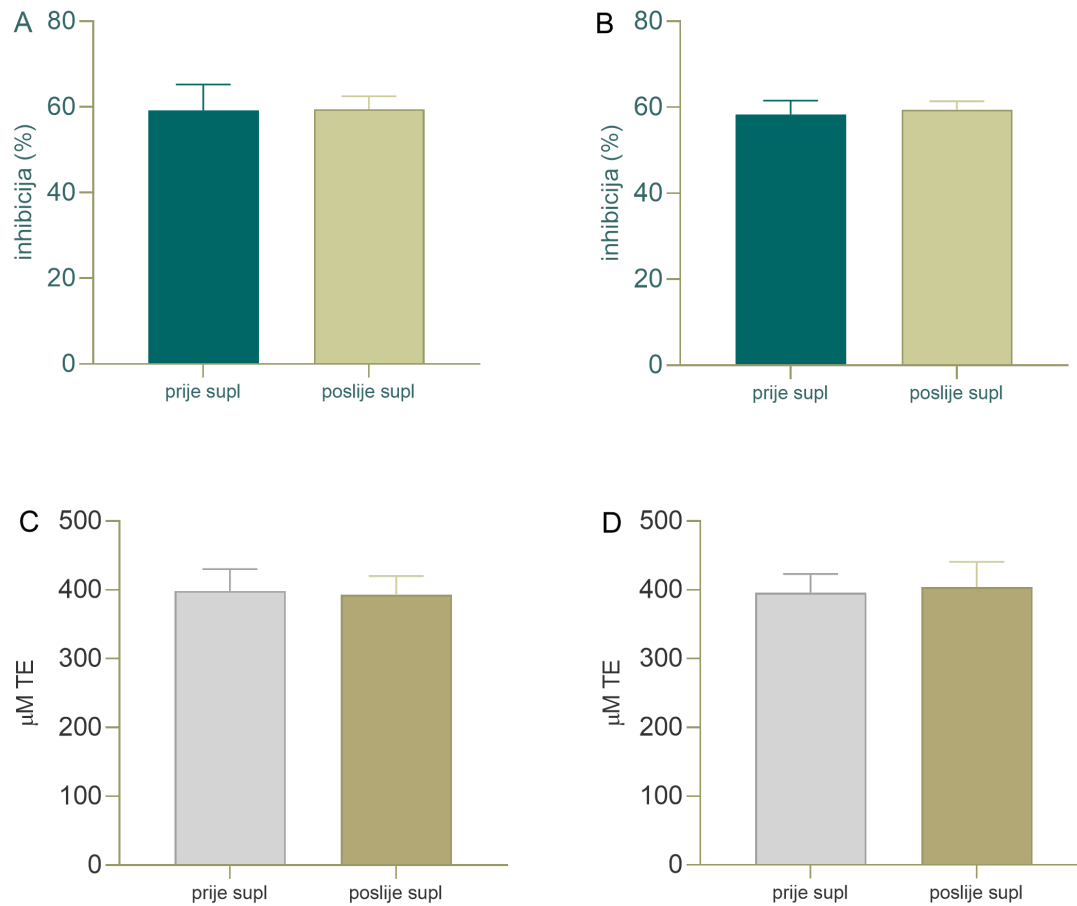 A
inhibicija (%)
80
60
40
20
0
prije supl
poslije supl
B
inhibicija (%)
80
60
40
20
0
prije supl
poslije supl
C
μM TE
500
400
300
200
100
0
prije supl
poslije supl
D
μM TE
500
400
300
200
100
0
prije supl
poslije supl